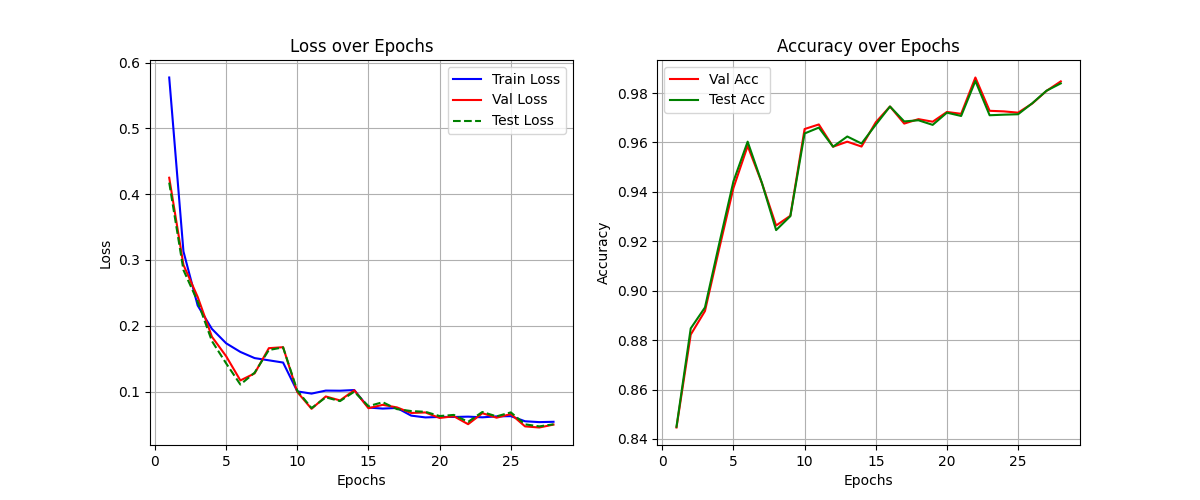 Loss over Epochs
0.6
0.5
0.4
0.3
0.2
0.1
Loss
0 5 10 15 20 25
Epochs
Train Loss
Val Loss
Test Loss
Accuracy over Epochs
0.98
0.96
0.94
0.92
0.90
0.88
0.86
0.84
Accuracy
0 5 10 15 20 25
Epochs
Val Acc
Test Acc